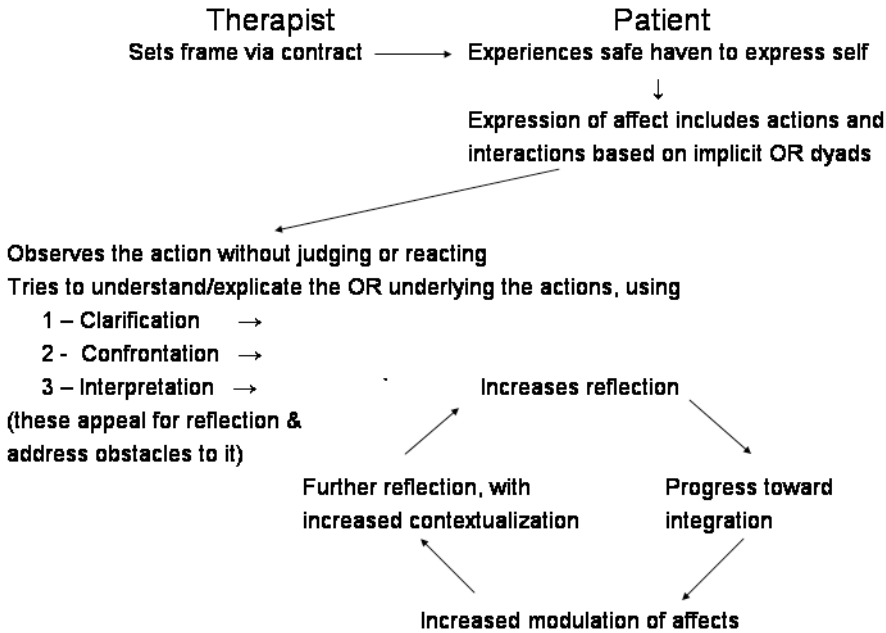 Therapist Patient
Sets frame via contract → Experiences safe haven to express self
↓
Expression of affect includes actions and
interactions based on implicit OR dyads
Observes the action without judging or reacting
Tries to understand/explicate the OR underlying the actions, using
1 – Clarification →
2 - Confrontation →
3 – Interpretation →
Increases reflection
(these appeal for reflection &
address obstacles to it)
Further reflection, with
increased contextualization
Progress toward
integration
Increased modulation of affects